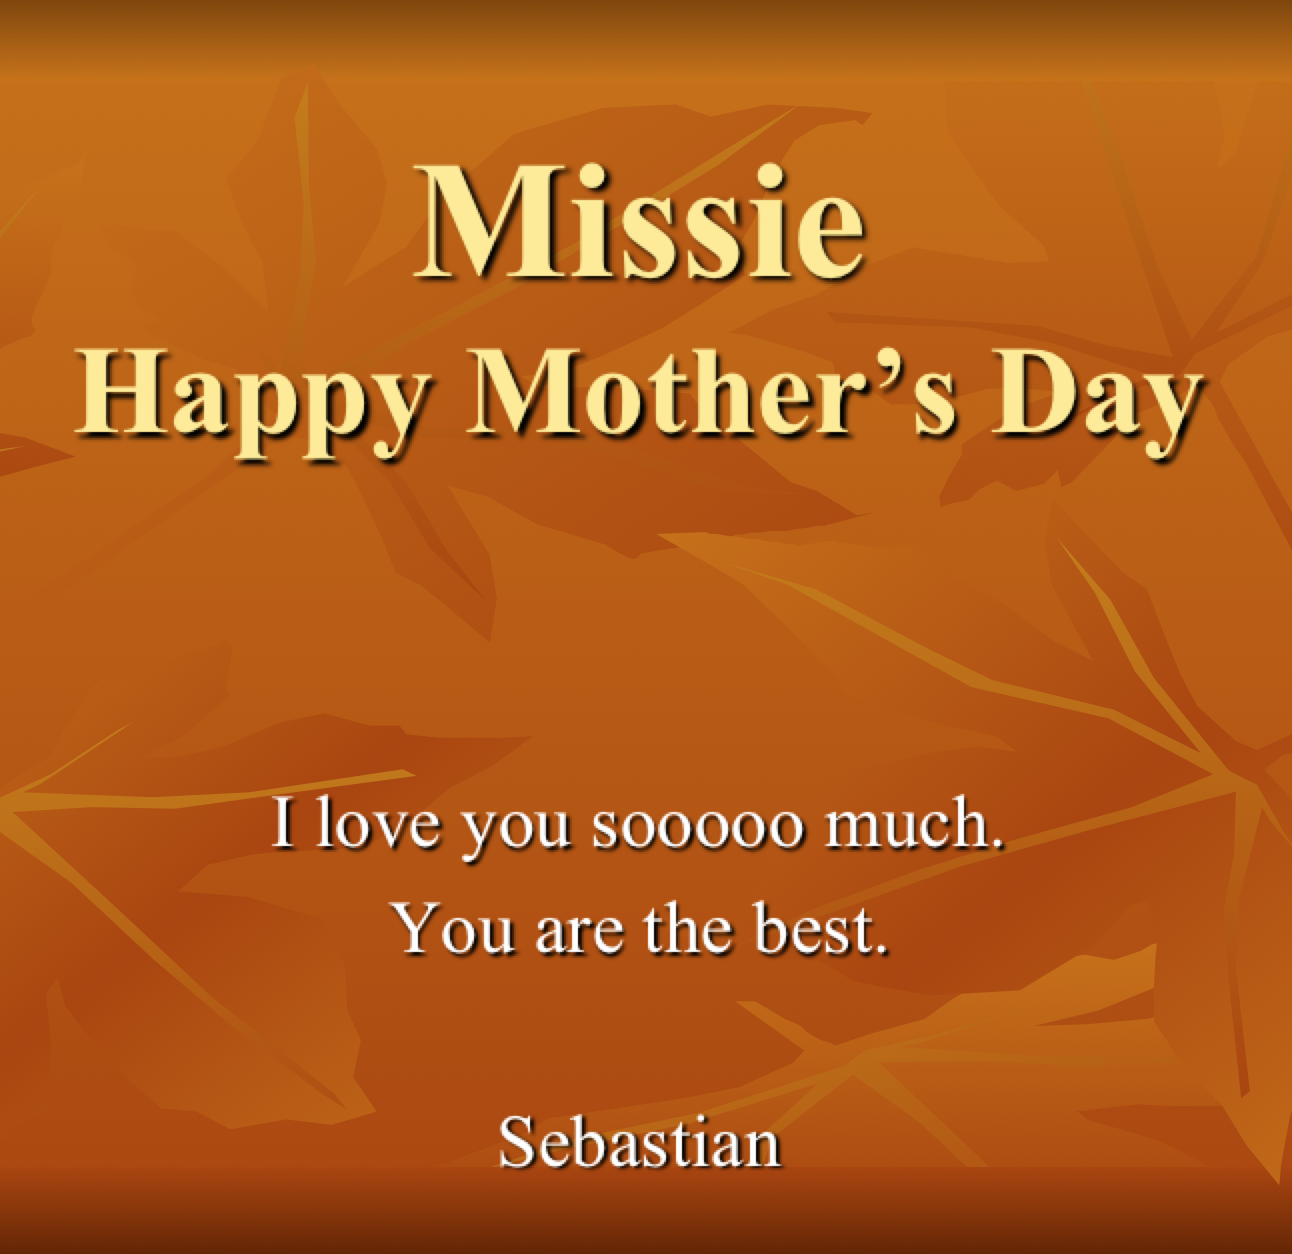 Missie
Happy Mother’s Day
I love you sooooo much.
You are the best.
Sebastian